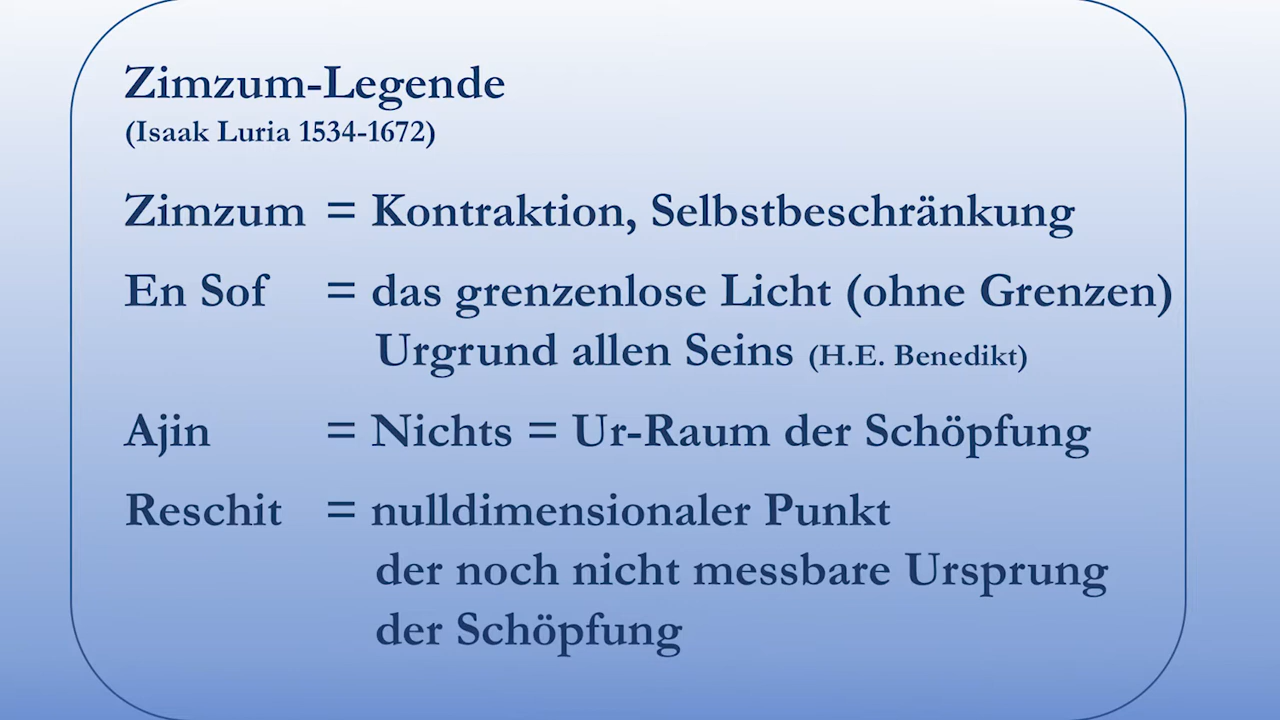 Zimzum-Legende
(Isaak Luria 1534-1672)
Zimzum = Kontraktion, Selbstbeschränkung
En Sof = das grenzenlose Licht (ohne Grenzen)
Urgrund allen Seins (H.E. Benedikt)
Ajin = Nichts = Ur-Raum der Schöpfung
Reschit = nulldimensionaler Punkt
der noch nicht messbare Ursprung
der Schöpfung